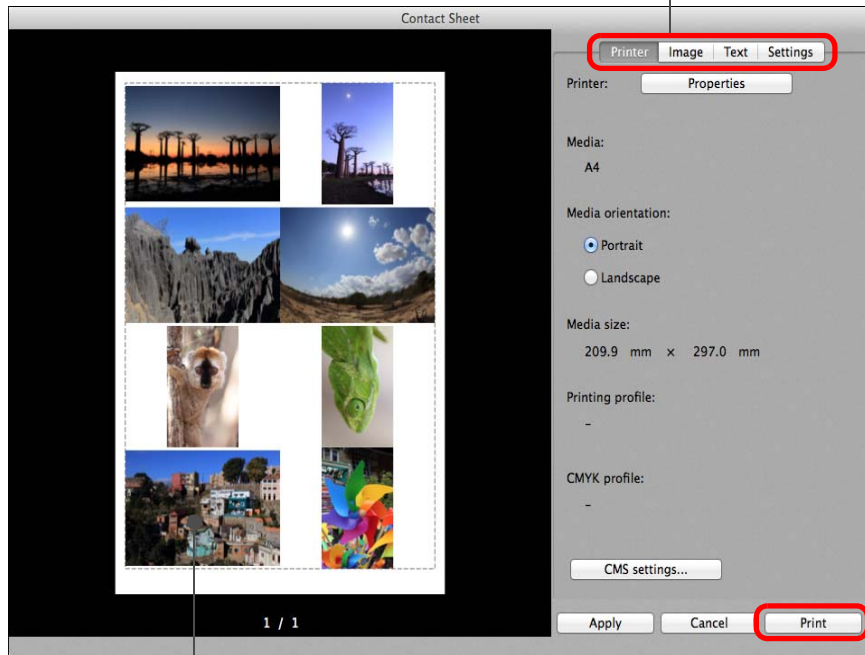 Contact Sheet
Printer Image Text Settings
Printer: Properties
Media:
A4
Media orientation:
Portrait
Landscape
Media size:
209.9 mm × 297.0 mm
Printing profile:
–
CMYK profile:
–
CMS settings...
1 / 1
Apply Cancel Print